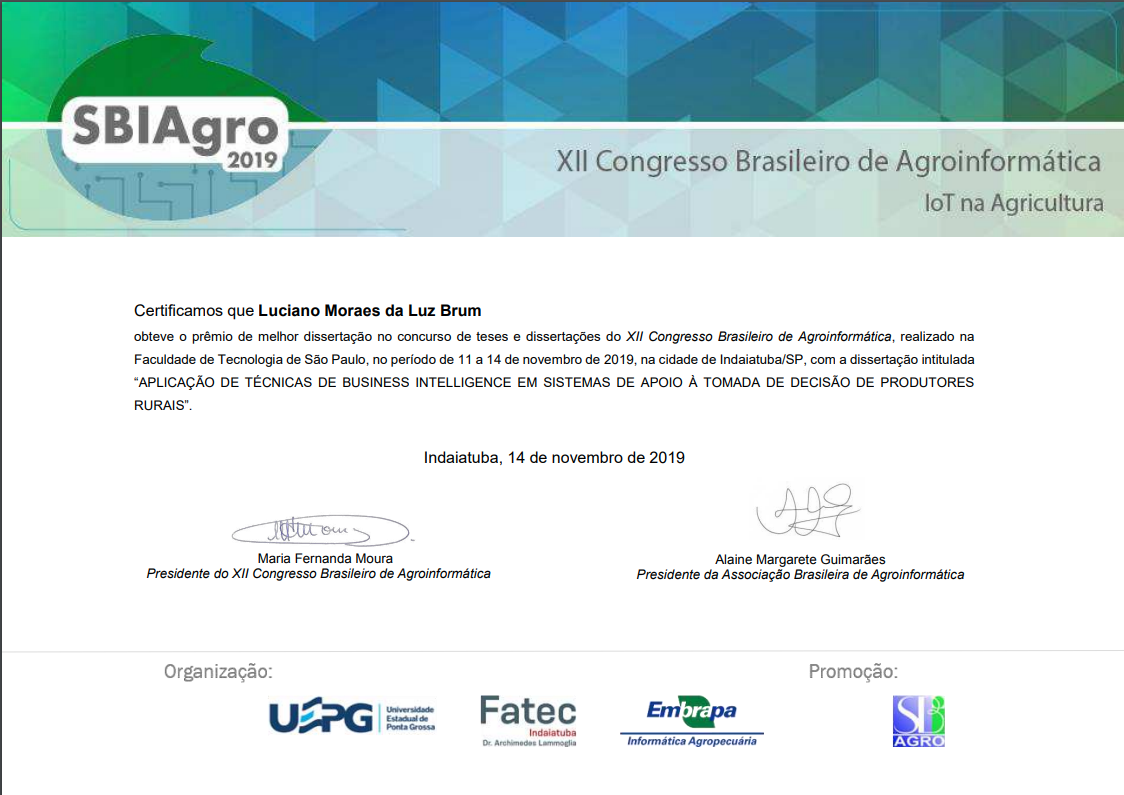 SBIAgro
2019
XII Congresso Brasileiro de Agroinformática
IoT na Agricultura
Certificamos que Luciano Moraes da Luz Brum
obteve o prêmio de melhor dissertação no concurso de teses e dissertações do XII Congresso Brasileiro de Agroinformática, realizado na
Faculdade de Tecnologia de São Paulo, no período de 11 a 14 de novembro de 2019, na cidade de Indaiatuba/SP, com a dissertação intitulada
“APLICAÇÃO DE TÉCNICAS DE BUSINESS INTELLIGENCE EM SISTEMAS DE APOIO À TOMADA DE DECISÃO DE PRODUTORES
RURAIS”.
Indaiatuba, 14 de novembro de 2019
Maria Fernanda Moura
Presidente do XII Congresso Brasileiro de Agroinformática
Alaine Margarete Guimarães
Presidente da Associação Brasileira de Agroinformática
Organização:
Promoção:
UEPG
Universidade
Estadual de
Ponta Grossa
Fatec
Indaiatuba
Dr. Archimedes Lammoglia
Embrapa
Informática Agropecuária
SBI
AGRO